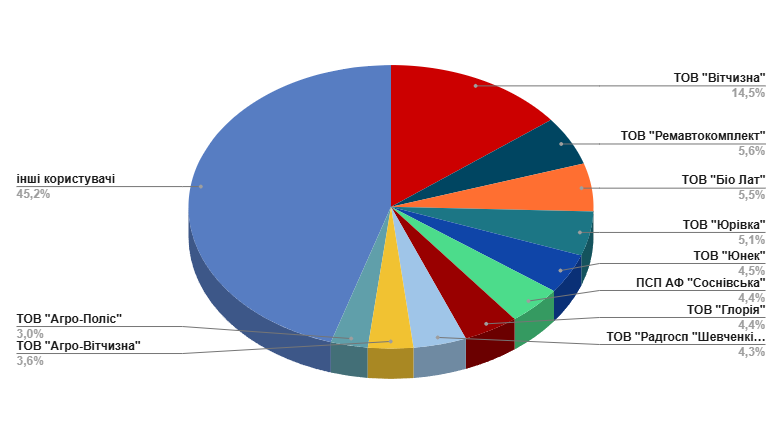 ТОВ "Вітчизна"
14,5%
ТОВ "Ремавтокомплект"
5,6%
ТОВ "Біо Лат"
5,5%
ТОВ "Юрівка"
5,1%
ТОВ "Юнек"
4,5%
ПСП АФ "Соснівська"
4,4%
ТОВ "Глорія"
4,4%
ТОВ "Радгосп "Шевченкі…
4,3%
інші користувачі
45,2%
ТОВ "Агро-Поліс"
3,0%
ТОВ "Агро-Вітчизна"
3,6%